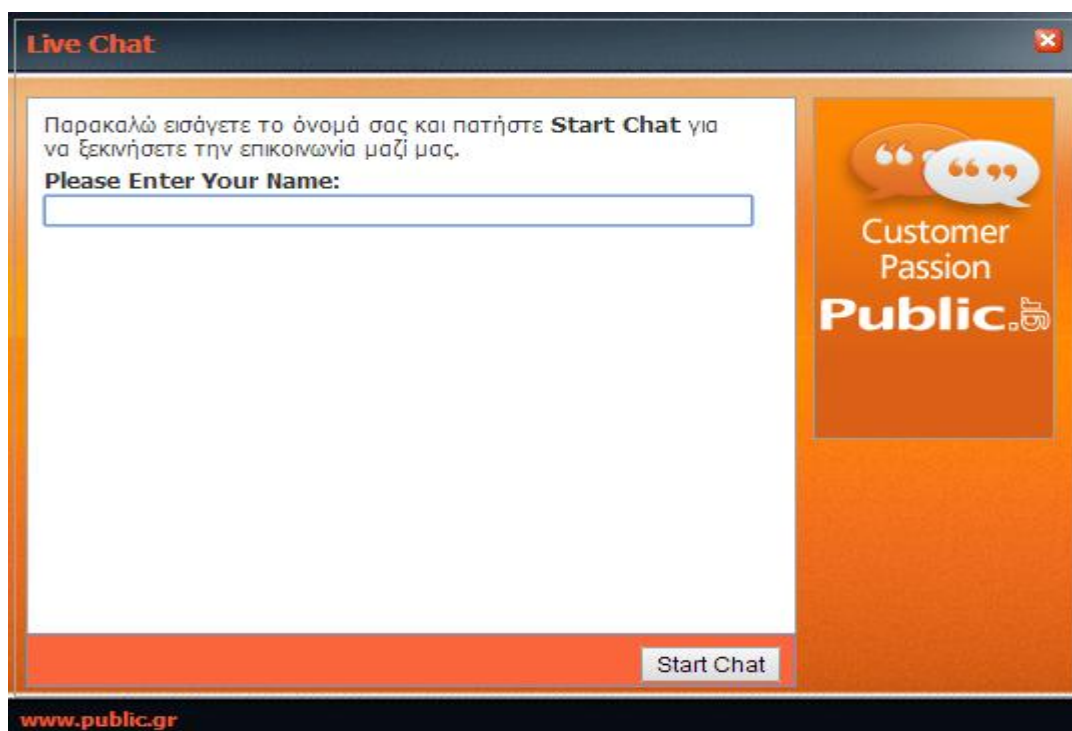 Live Chat
Παρακαλώ εισάγετε το όνομά σας και πατήστε Start Chat για
να ξεκινήσετε την επικοινωνία μαζί μας.
Please Enter Your Name:
Start Chat
Customer
Passion
Public.gr
www.public.gr